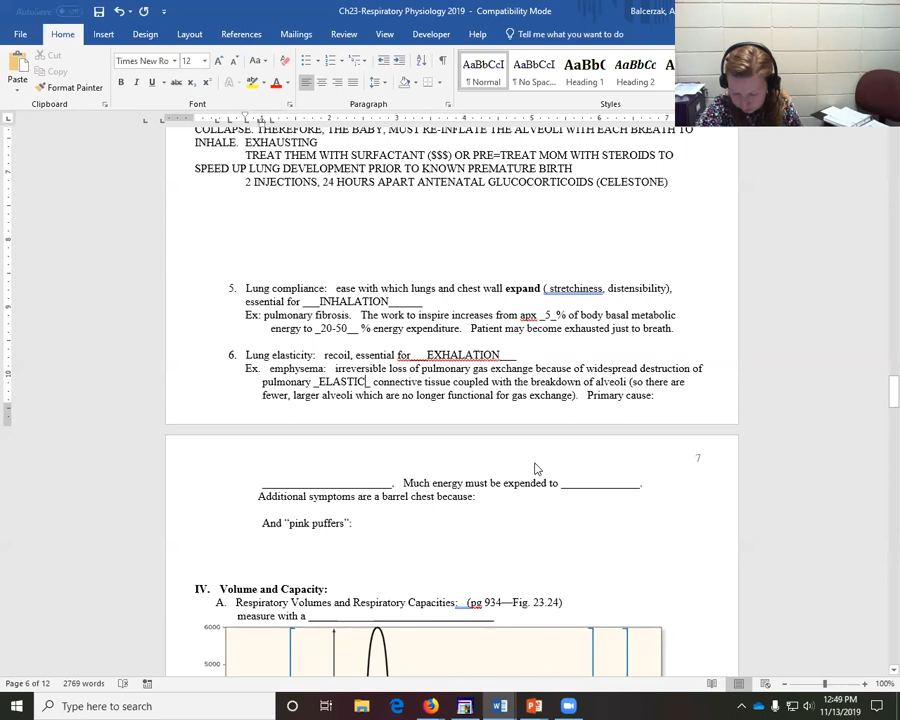 AutoSave Off
Ch23-Respiratory Physiology 2019 - Compatibility Mode
Balcerzak, A
File Home Insert Design Layout References Mailings Review View Developer Help Tell me what you want to do
Paste
Cut
Copy
Format Painter
Times New Ro 12
AaBbCcI AaBbCcI AaBb( AaBbCcI
Normal No Spac... Heading 1 Heading 2
Clipboard Font Paragraph Styles
COLLAPSE. THEREFORE, THE BABY, MUST RE-INFLATE THE ALVEOLI WITH EACH BREATH TO
INHALE. EXHAUSTING
TREAT THEM WITH SURFACTANT ($$$) OR PRE=TREAT MOM WITH STEROIDS TO
SPEED UP LUNG DEVELOPMENT PRIOR TO KNOWN PREMATURE BIRTH
2 INJECTIONS, 24 HOURS APART ANTENATAL GLUCOCORTICOIDS (CELESTONE)
5. Lung compliance: ease with which lungs and chest wall expand ( stretchiness, distensibility),
essential for ___INHALATION______
Ex: pulmonary fibrosis. The work to inspire increases from apx _5_% of body basal metabolic
energy to _20-50__ % energy expenditure. Patient may become exhausted just to breath.
6. Lung elasticity: recoil, essential for___EXHALATION___
Ex. emphysema: irreversible loss of pulmonary gas exchange because of widespread destruction of
pulmonary _ELASTIC_ connective tissue coupled with the breakdown of alveoli (so there are
fewer, larger alveoli which are no longer functional for gas exchange). Primary cause:
7
______________________. Much energy must be expended to _____________.
Additional symptoms are a barrel chest because:
And “pink puffers”:
IV. Volume and Capacity:
A. Respiratory Volumes and Respiratory Capacities: (pg 934—Fig. 23.24)
measure with a _______________________________
6000
5000
Page 6 of 12 2769 words 100%
Type here to search
12:49 PM
11/13/2019